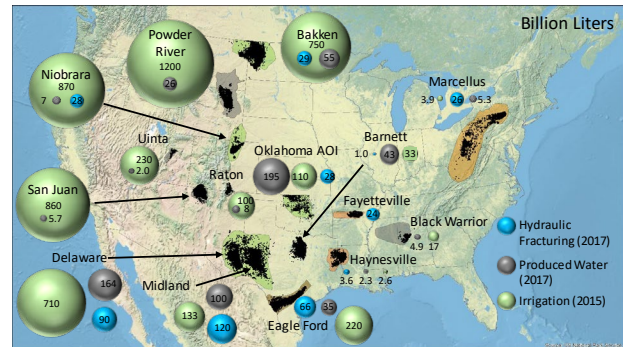 Billion Liters
Powder
River
1200
26
Bakken
750
29
55
Niobrara
870
7
28
Marcellus
3.9
26
5.3
Uinta
230
2.0
Oklahoma AOI
195
110
28
Barnett
1.0
43
33
San Juan
860
5.7
Raton
100
8
Fayetteville
24
Black Warrior
4.9
17
Delaware
710
164
90
Midland
133
100
120
Haynesville
3.6
2.3
2.6
Eagle Ford
66
35
220
Hydraulic
Fracturing (2017)
Produced Water
(2017)
Irrigation (2015)